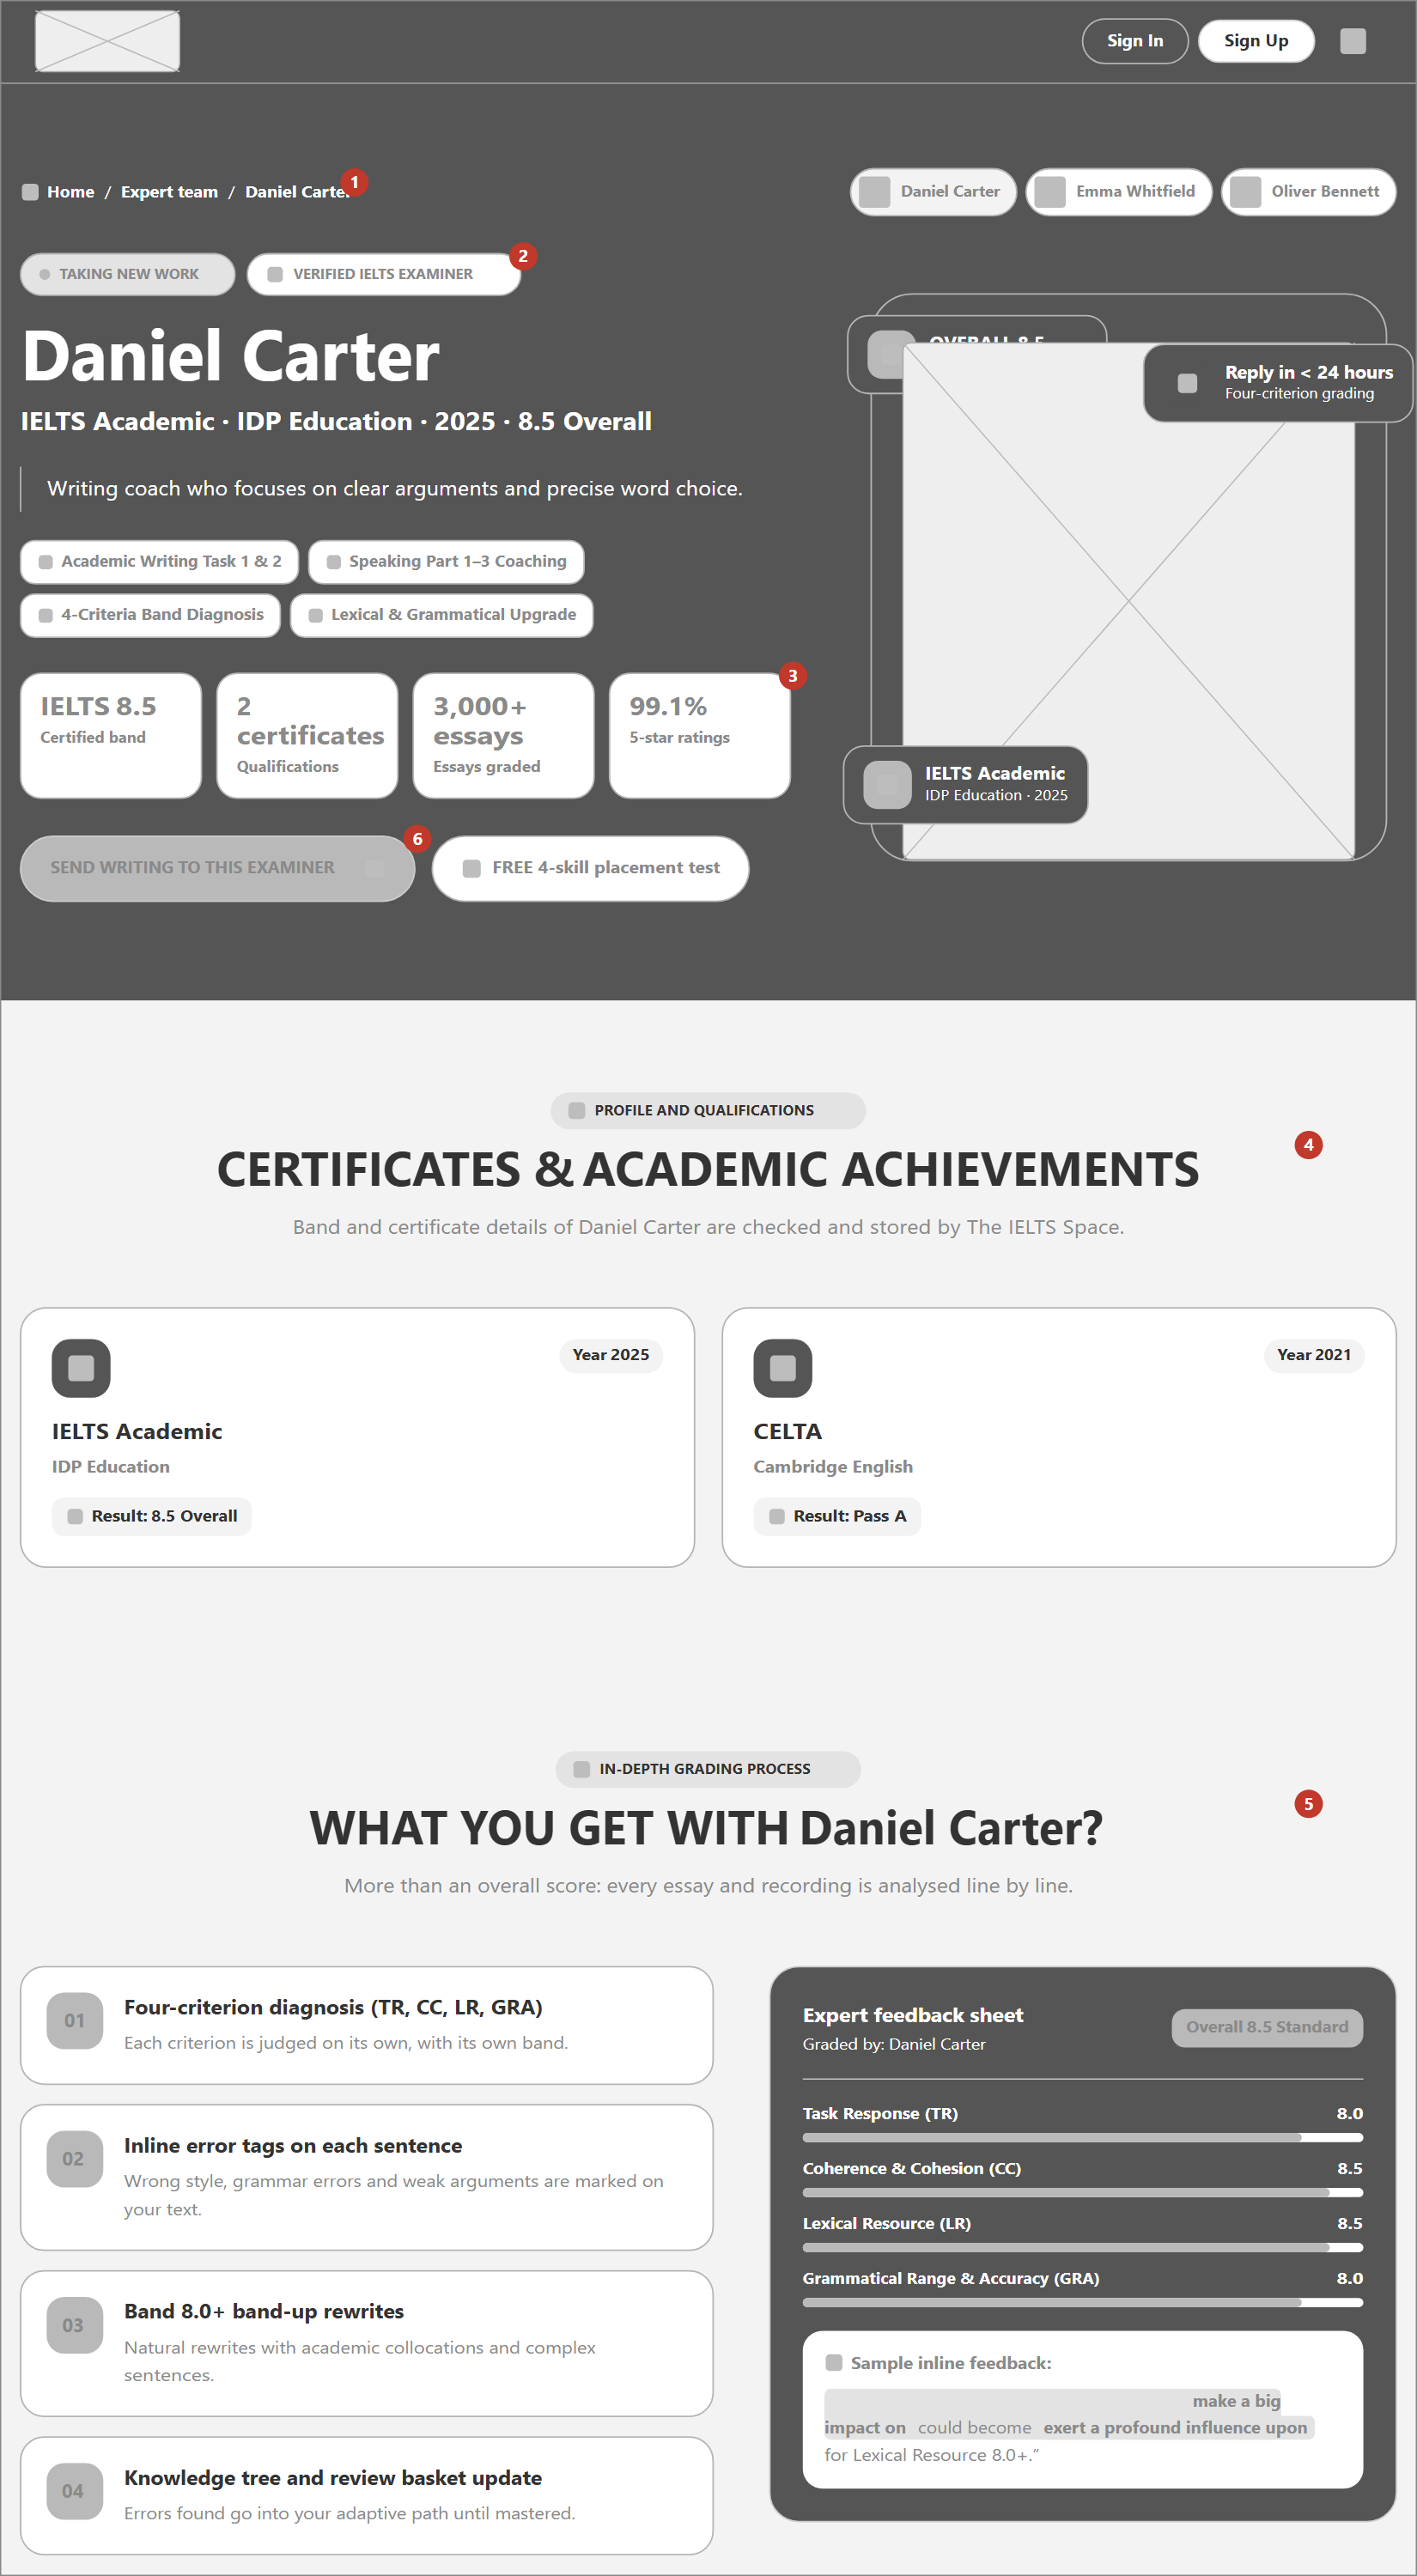 Sign In
Sign Up
Home / Expert team / Daniel Carter
1
Daniel Carter
Emma Whitfield
Oliver Bennett
TAKING NEW WORK
VERIFIED IELTS EXAMINER
2
Daniel Carter
IELTS Academic · IDP Education · 2025 · 8.5 Overall
Writing coach who focuses on clear arguments and precise word choice.
Academic Writing Task 1 & 2
Speaking Part 1–3 Coaching
4-Criteria Band Diagnosis
Lexical & Grammatical Upgrade
IELTS 8.5
Certified band
2
certificates
Qualifications
3,000+
essays
Essays graded
99.1%
5-star ratings
3
SEND WRITING TO THIS EXAMINER
6
FREE 4-skill placement test
OVERALL 8.5
Reply in < 24 hours
Four-criterion grading
IELTS Academic
IDP Education · 2025
PROFILE AND QUALIFICATIONS
CERTIFICATES & ACADEMIC ACHIEVEMENTS
4
Band and certificate details of Daniel Carter are checked and stored by The IELTS Space.
Year 2025
IELTS Academic
IDP Education
Result: 8.5 Overall
Year 2021
CELTA
Cambridge English
Result: Pass A
IN-DEPTH GRADING PROCESS
WHAT YOU GET WITH Daniel Carter?
5
More than an overall score: every essay and recording is analysed line by line.
01
Four-criterion diagnosis (TR, CC, LR, GRA)
Each criterion is judged on its own, with its own band.
02
Inline error tags on each sentence
Wrong style, grammar errors and weak arguments are marked on
your text.
03
Band 8.0+ band-up rewrites
Natural rewrites with academic collocations and complex
sentences.
04
Knowledge tree and review basket update
Errors found go into your adaptive path until mastered.
Expert feedback sheet
Graded by: Daniel Carter
Overall 8.5 Standard
Task Response (TR) 8.0
Coherence & Cohesion (CC) 8.5
Lexical Resource (LR) 8.5
Grammatical Range & Accuracy (GRA) 8.0
Sample inline feedback:
make a big
impact on could become exert a profound influence upon
for Lexical Resource 8.0+.”